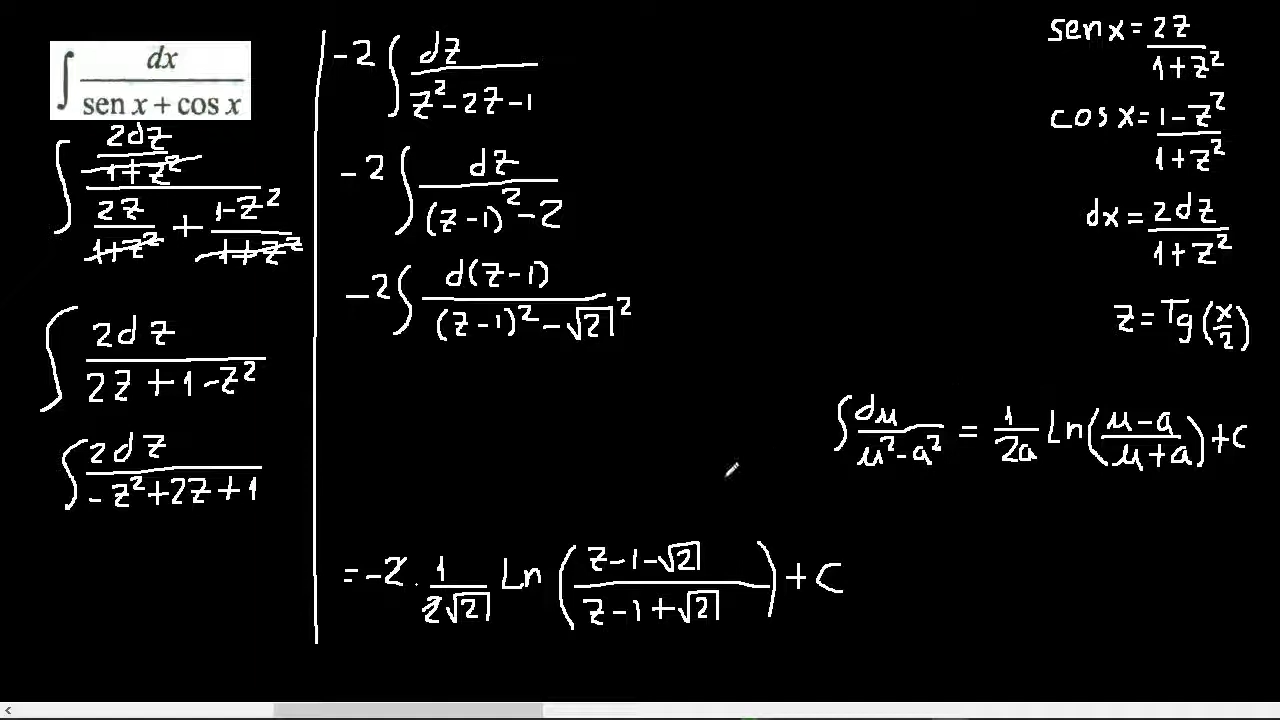 ∫ dx / (sen x + cos x)
∫ (2dz / (1+z²)) / (2z / (1+z²) + (1-z²) / (1+z²))
∫ 2dz / (2z + 1 - z²)
∫ 2dz / (-z² + 2z + 1)
-2 ∫ dz / (z² - 2z - 1)
-2 ∫ dz / ((z-1)² - 2)
-2 ∫ d(z-1) / ((z-1)² - √2²)
= -2 · 1/(2√2) Ln((z-1-√2) / (z-1+√2)) + C
sen x = 2z / (1+z²)
cos x = (1-z²) / (1+z²)
dx = 2dz / (1+z²)
z = Tg(x/2)
∫ du / (u²-a²) = 1/(2a) Ln((u-a) / (u+a)) + C